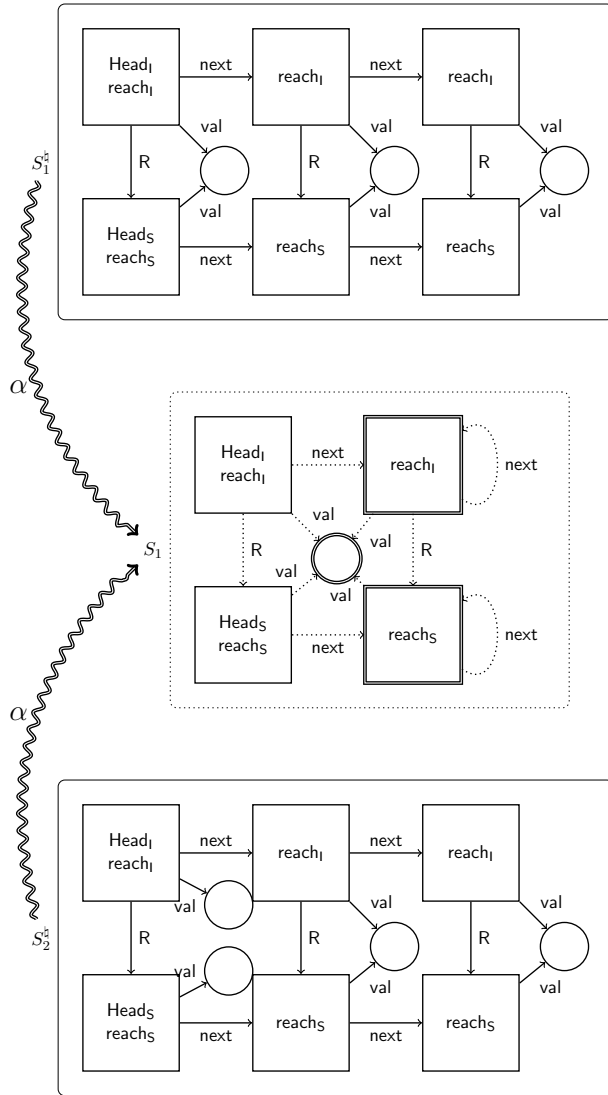 Head_I next reach_I next reach_I
reach_I
val val val
S_1^♮ R R R
val val val
Head_S reach_S reach_S
reach_S next next
α
Head_I next reach_I next
reach_I
val val
S_1 R R
val val
Head_S reach_S next
reach_S next
α
Head_I next reach_I next reach_I
reach_I
val val val
S_2^♮ R R R
val val val
Head_S reach_S reach_S
reach_S next next